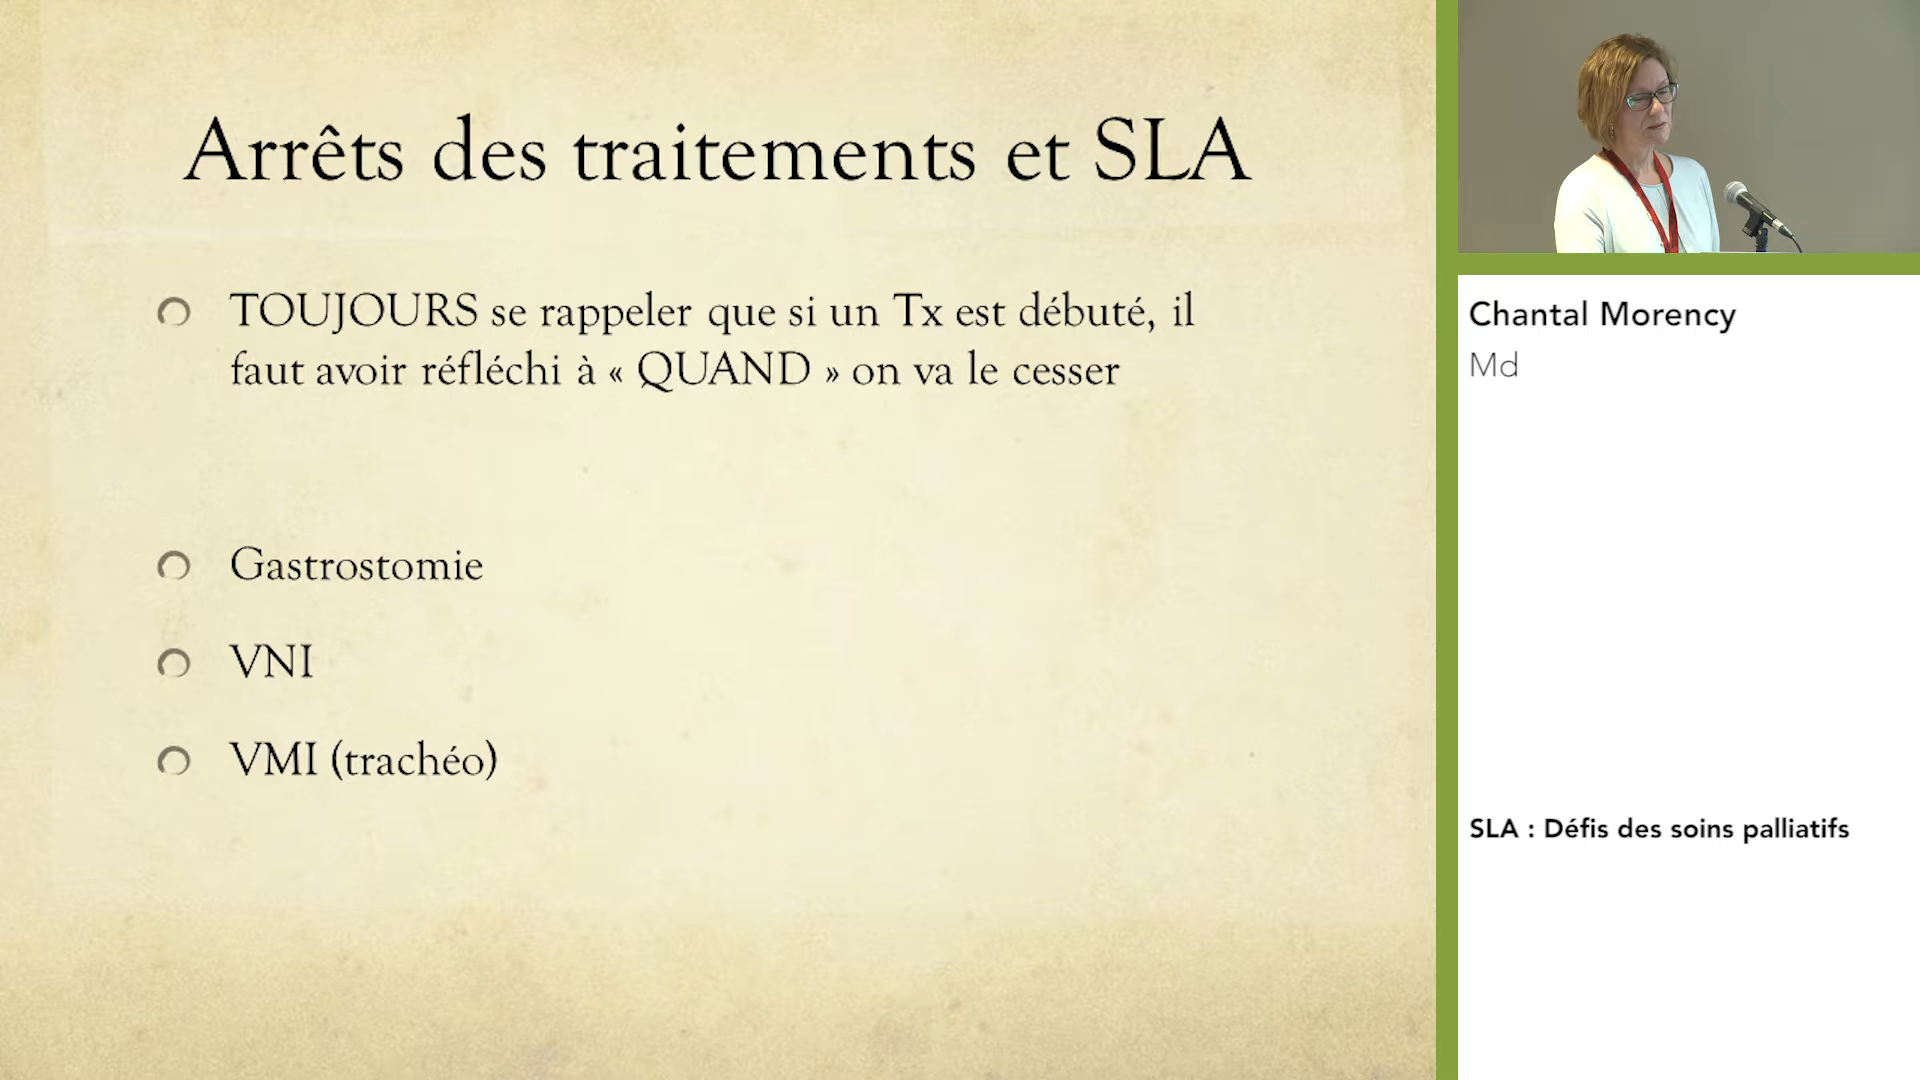 Arrêts des traitements et SLA
TOUJOURS se rappeler que si un Tx est débuté, il
faut avoir réfléchi à « QUAND » on va le cesser
Gastrostomie
VNI
VMI (trachéo)
Chantal Morency
Md
SLA : Défis des soins palliatifs